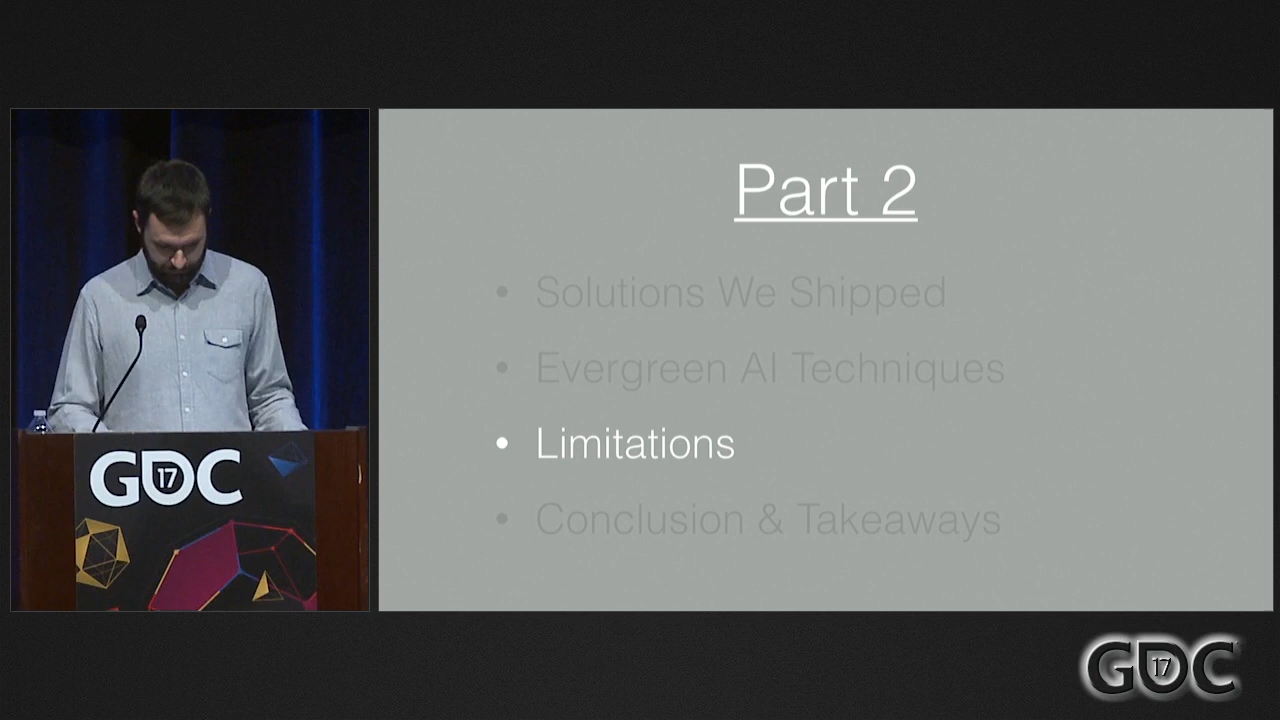 Part 2
• Solutions We Shipped
• Evergreen AI Techniques
• Limitations
• Conclusion & Takeaways
GDC 17
GDC 17